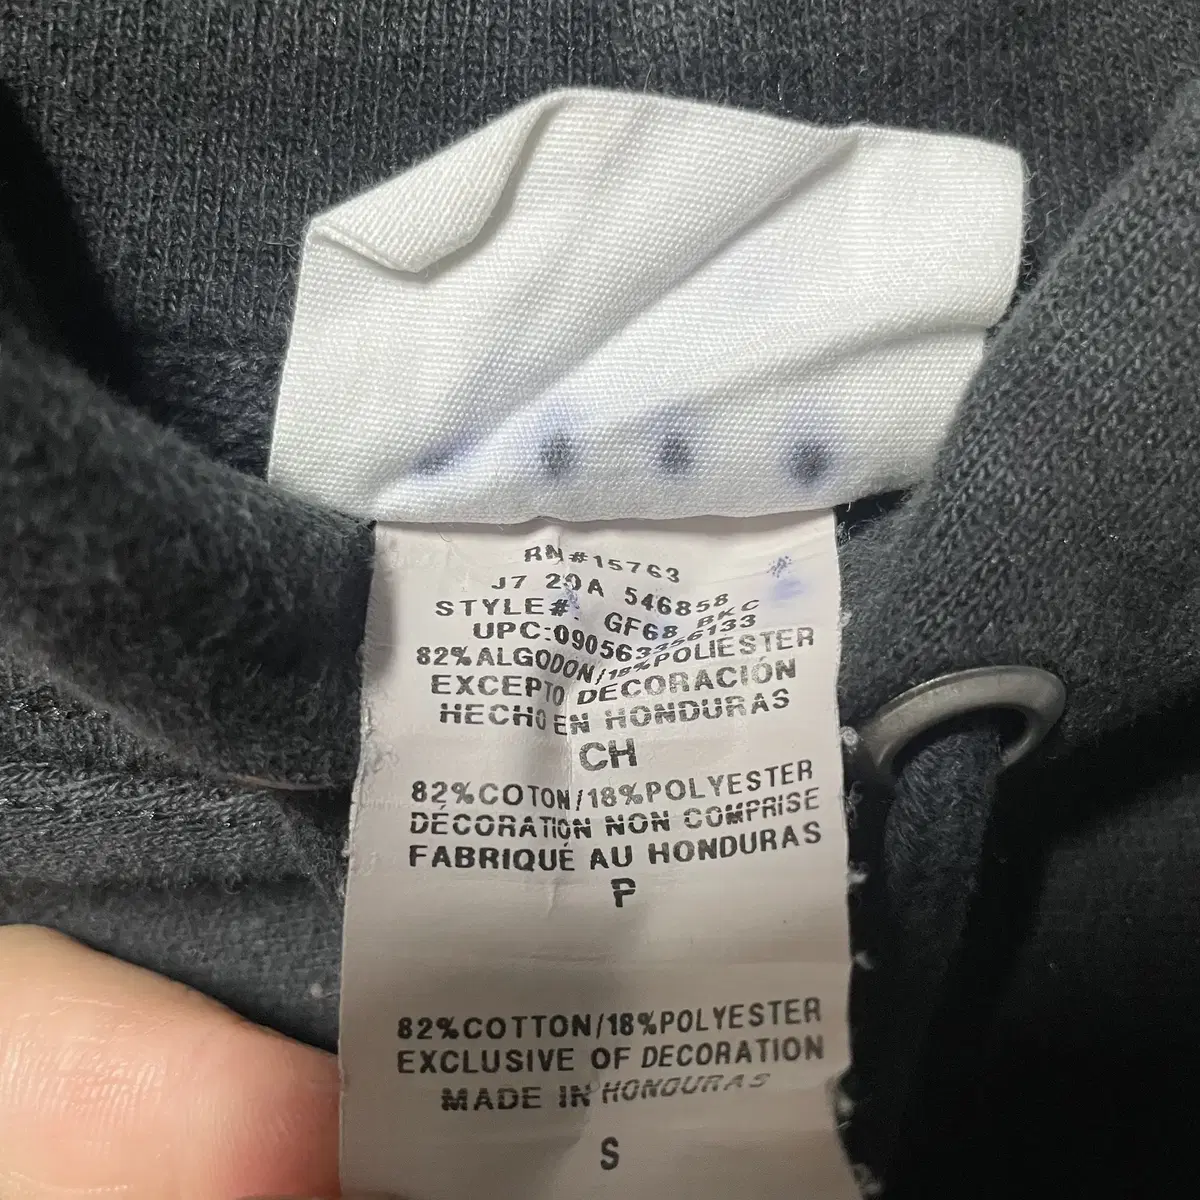 RN#15763
J7 20A 546858
STYLE# GF68 BKC
UPC:090563356133
82%ALGODON/18%POLIESTER
EXCEPTO DECORACIÓN
HECHO EN HONDURAS
CH
82%COTON/18%POLYESTER
DÉCORATION NON COMPRISE
FABRIQUÉ AU HONDURAS
P
82%COTTON/18%POLYESTER
EXCLUSIVE OF DECORATION
MADE IN HONDURAS
S